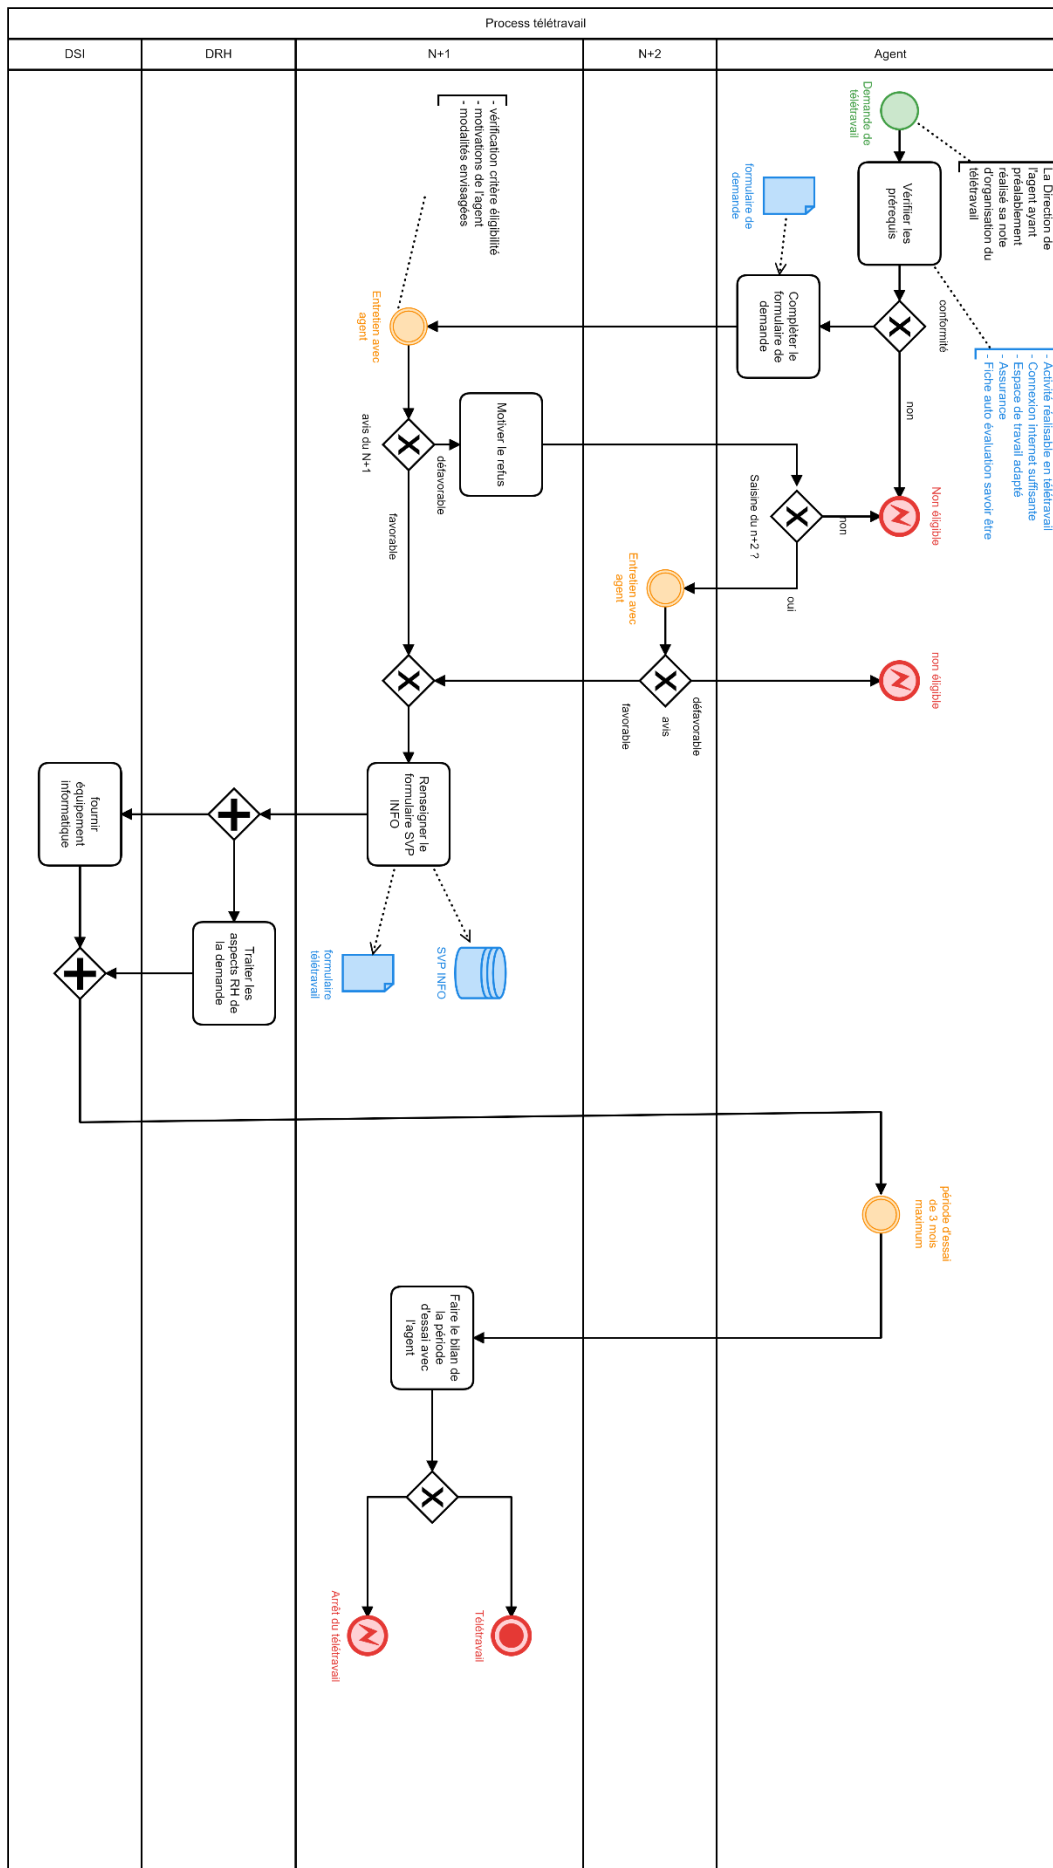 Process télétravail
DSI
DRH
N+1
N+2
Agent
Demande de
télétravail
La Direction de
l'agent ayant
préalablement
réalisé sa note
d'organisation du
télétravail
Vérifiier les
prérequis
- Activité réalisable en télétravail
- Connexion internet suffisante
- Espace de travail adapté
- Assurance
- Fiche auto évaluation savoir être
conformité
non
Non éligible
formulaire de
demande
Compléter le
formulaire de
demande
- vérification critère éligibilité
- motivations de l'agent
- modalités envisagées
Entretien avec
agent
avis du N+1
défavorable
favorable
Motiver le refus
Saisine du n+2 ?
non
oui
Entretien avec
agent
défavorable
avis
favorable
non éligible
Renseigner le
formulaire SVP
INFO
SVP INFO
formulaire
télétravail
fournir
équipement
informatique
Traiter les
aspects RH de
la demande
période d'essai
de 3 mois
maximum
Faire le bilan de
la période
d'essai avec
l'agent
Télétravail
Arrêt du télétravail